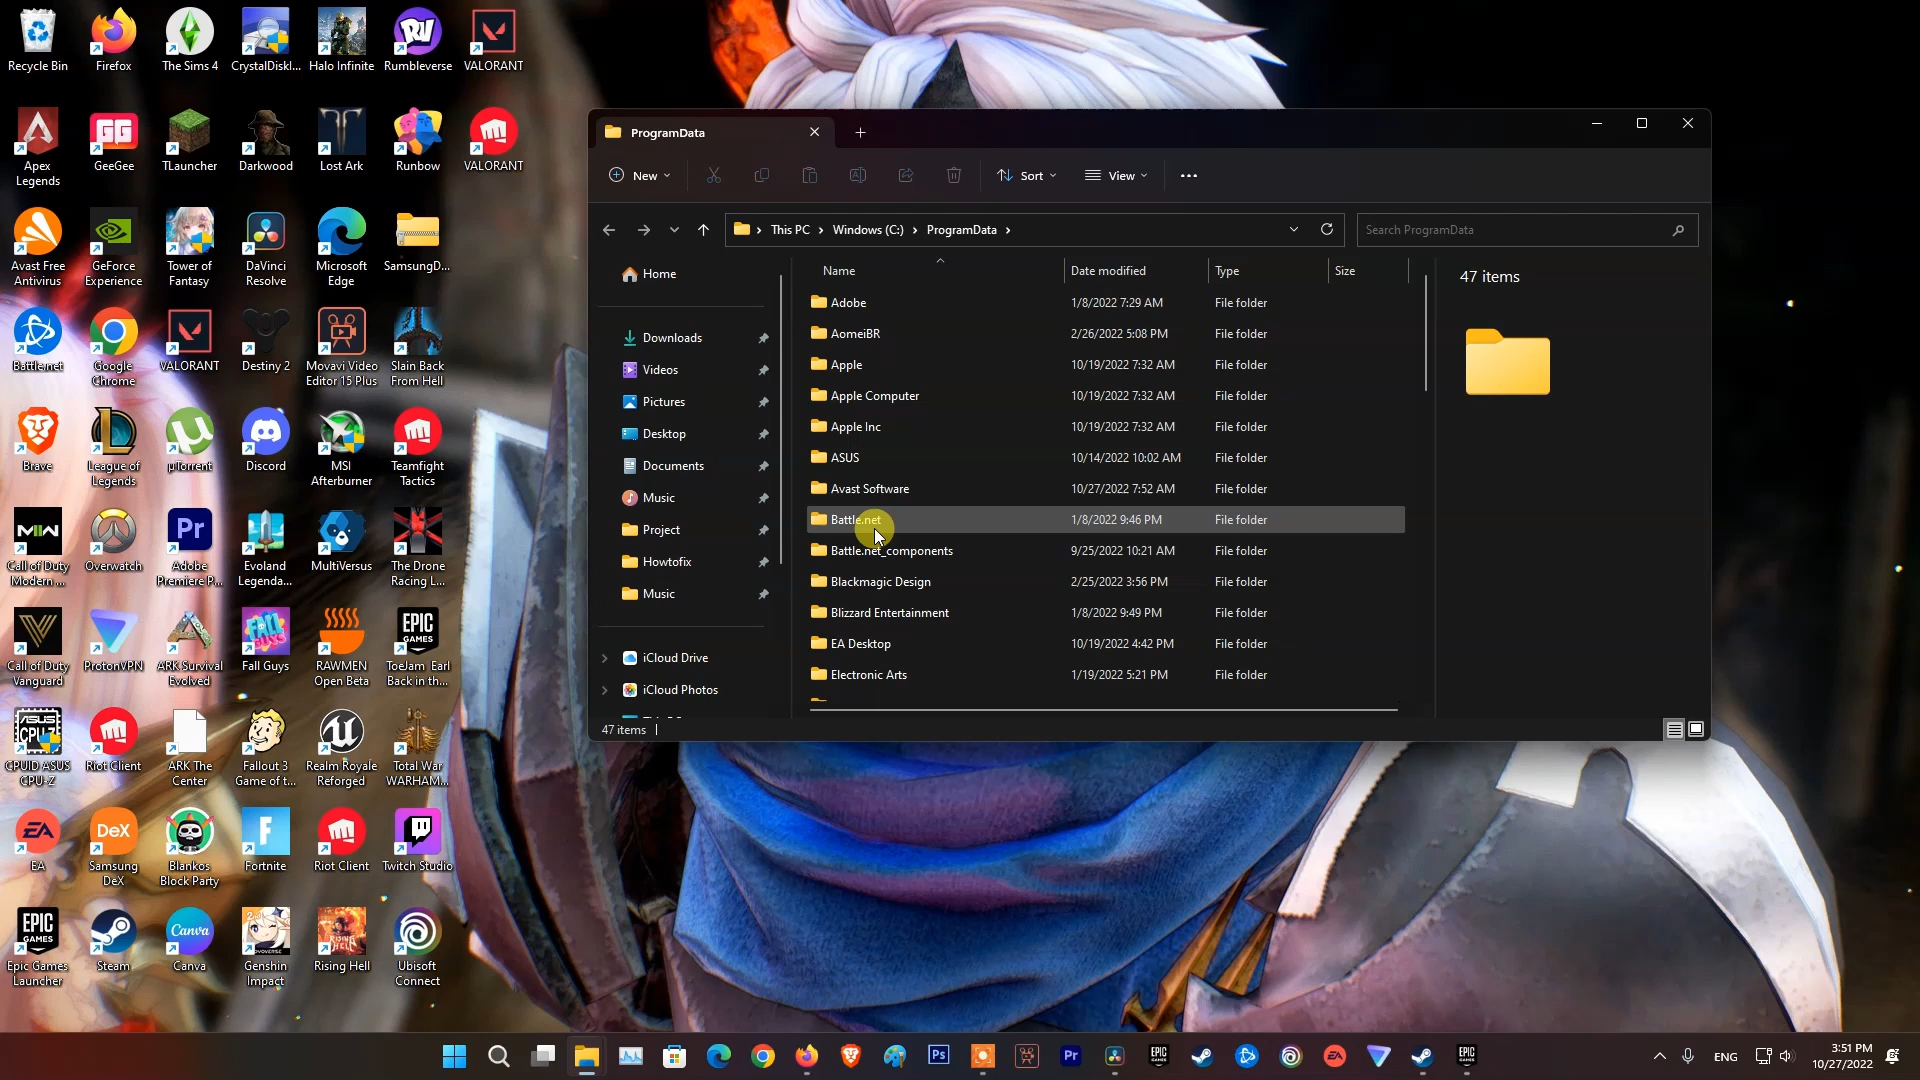 Recycle Bin
Firefox
The Sims 4
CrystalDiskI...
Halo Infinite
Rumbleverse
VALORANT
Apex
Legends
GeeGee
TLauncher
Darkwood
Lost Ark
Runbow
VALORANT
Avast Free
Antivirus
GeForce
Experience
Tower of
Fantasy
DaVinci
Resolve
Microsoft
Edge
SamsungD...
Battle.net
Google
Chrome
VALORANT
Destiny 2
Movavi Video
Editor 15 Plus
Slain Back
From Hell
Brave
League of
Legends
µTorrent
Discord
MSI
Afterburner
Teamfight
Tactics
Call of Duty
Modern ...
Overwatch
Adobe
Premiere P...
Evoland
Legenda...
MultiVersus
The Drone
Racing L...
Call of Duty
Vanguard
ProtonVPN
ARK Survival
Evolved
Fall Guys
RAWMEN
Open Beta
ToeJam Earl
Back in th...
CPUID ASUS
CPU-Z
Riot Client
ARK The
Center
Fallout 3
Game of t...
Realm Royale
Reforged
Total War
WARHAM...
EA
Samsung
DeX
Blankos
Block Party
Fortnite
Riot Client
Twitch Studio
Epic Games
Launcher
Steam
Canva
Genshin
Impact
Rising Hell
Ubisoft
Connect
ProgramData
New
Sort
View
This PC
Windows (C:)
ProgramData
Search ProgramData
Home
Downloads
Videos
Pictures
Desktop
Documents
Music
Project
Howtofix
Music
iCloud Drive
iCloud Photos
Name Date modified Type Size
Adobe 1/8/2022 7:29 AM File folder
AomeiBR 2/26/2022 5:08 PM File folder
Apple 10/19/2022 7:32 AM File folder
Apple Computer 10/19/2022 7:32 AM File folder
Apple Inc 10/19/2022 7:32 AM File folder
ASUS 10/14/2022 10:02 AM File folder
Avast Software 10/27/2022 7:52 AM File folder
Battle.net 1/8/2022 9:46 PM File folder
Battle.net_components 9/25/2022 10:21 AM File folder
Blackmagic Design 2/25/2022 3:56 PM File folder
Blizzard Entertainment 1/8/2022 9:49 PM File folder
EA Desktop 10/19/2022 4:42 PM File folder
Electronic Arts 1/19/2022 5:21 PM File folder
47 items
47 items
ENG
3:51 PM
10/27/2022